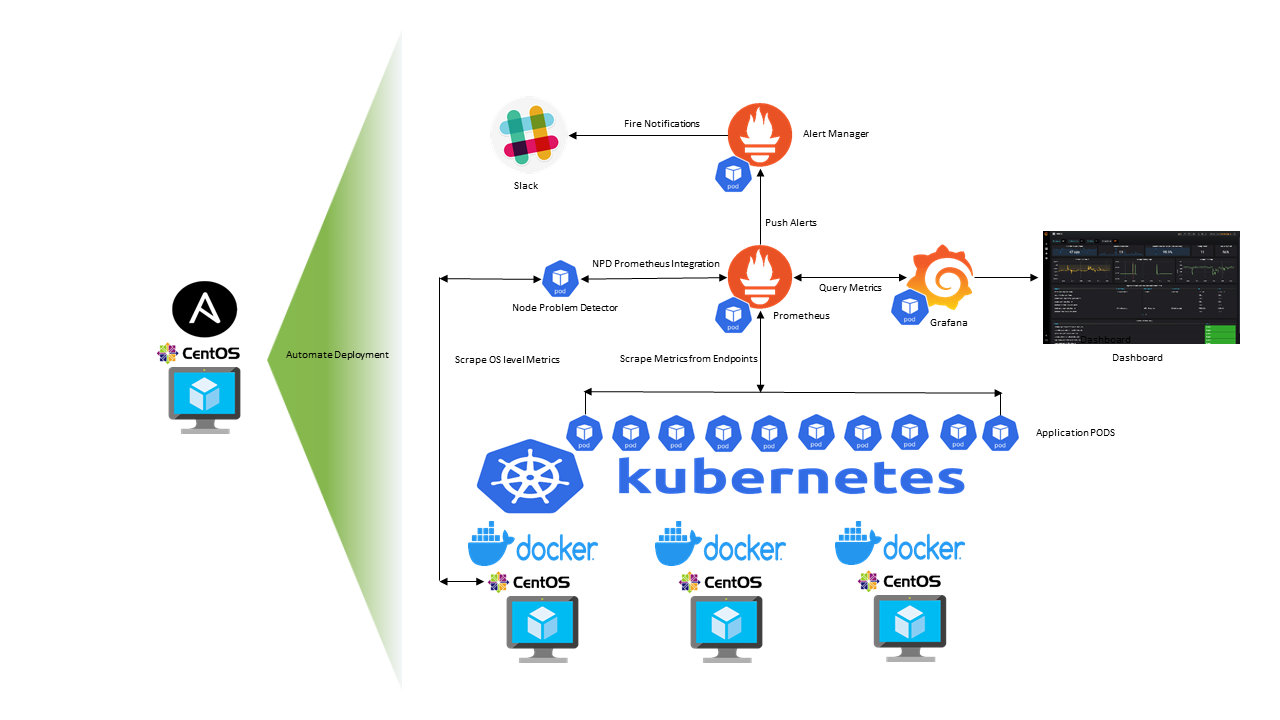 Fire Notifications
Alert Manager
Slack
pod
Push Alerts
NPD Prometheus Integration
pod
Node Problem Detector
Query Metrics
pod
Prometheus
pod
Grafana
Dashboard
Dashboard
CentOS
Automate Deployment
Scrape OS level Metrics
Scrape Metrics from Endpoints
pod pod pod pod pod pod pod pod pod pod
Application PODS
kubernetes
docker docker docker
CentOS CentOS CentOS